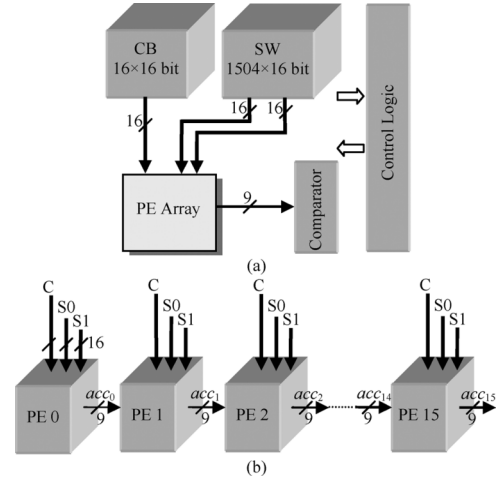 (a)
CB
16×16 bit
SW
1504×16 bit
Control Logic
16
16
16
PE Array
9
Comparator
(a)
C
S0
S1
16
C
S0
S1
C
S0
S1
C
S0
S1
PE 0
acc0
9
PE 1
acc1
9
PE 2
acc2
9
acc14
9
PE 15
acc15
9
(b)